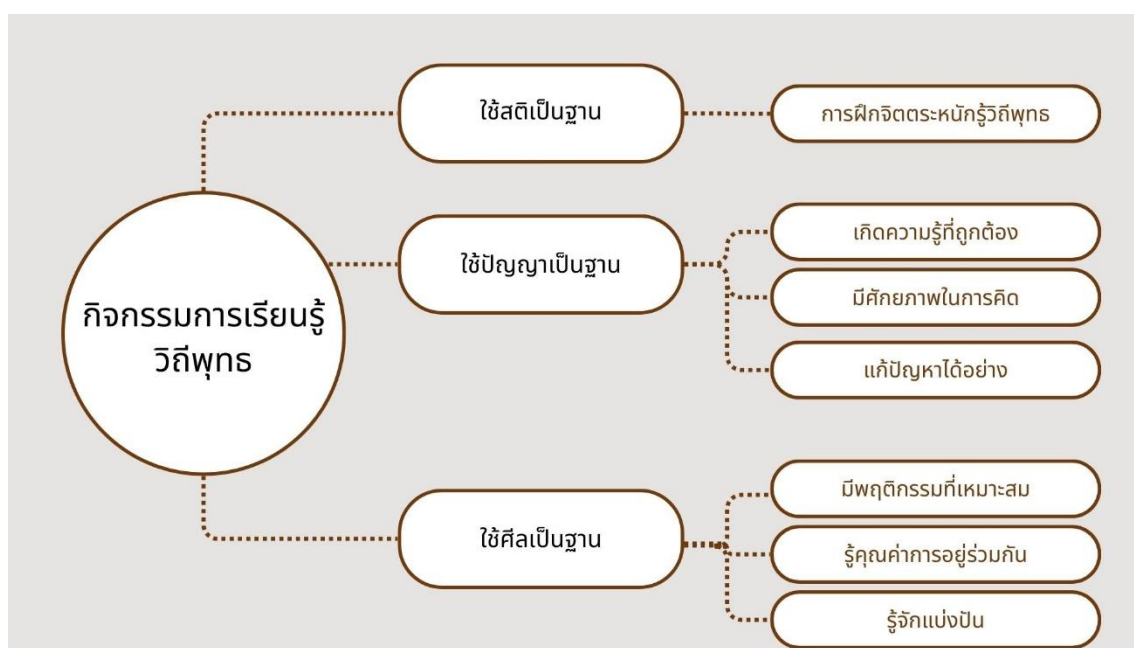 กิจกรรมการเรียนรู้
วิถีพุทธ
ใช้สติเป็นฐาน
การฝึกจิตตระหนักรู้วิถีพุทธ
ใช้ปัญญาเป็นฐาน
เกิดความรู้ที่ถูกต้อง
มีศักยภาพในการคิด
แก้ปัญหาได้อย่าง
ใช้ศีลเป็นฐาน
มีพฤติกรรมที่เหมาะสม
รู้คุณค่าการอยู่ร่วมกัน
รู้จักแบ่งปัน